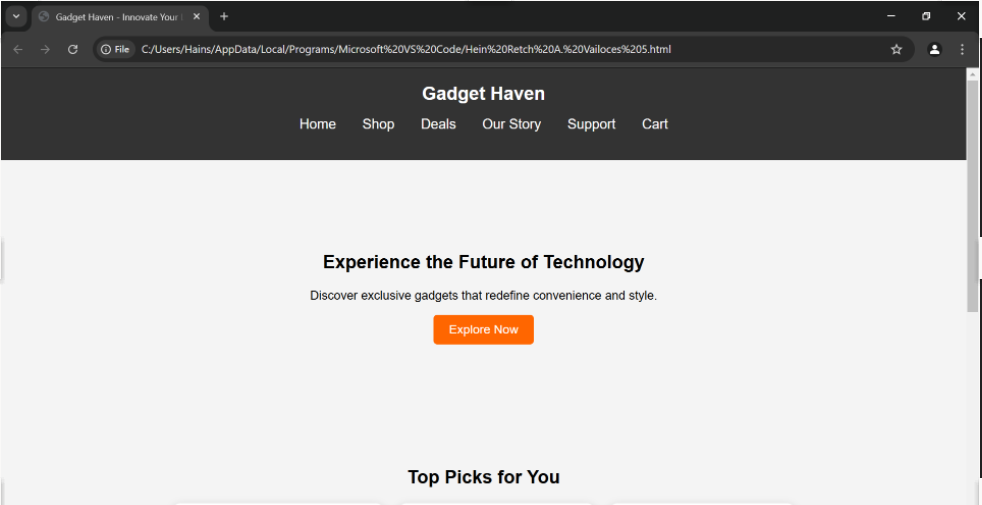 Gadget Haven - Innovate Your
File C:/Users/Hains/AppData/Local/Programs/Microsoft%20VS%20Code/Hein%20Retch%20A.%20Vailoces%205.html
Gadget Haven
Home Shop Deals Our Story Support Cart
Experience the Future of Technology
Discover exclusive gadgets that redefine convenience and style.
Explore Now
Top Picks for You